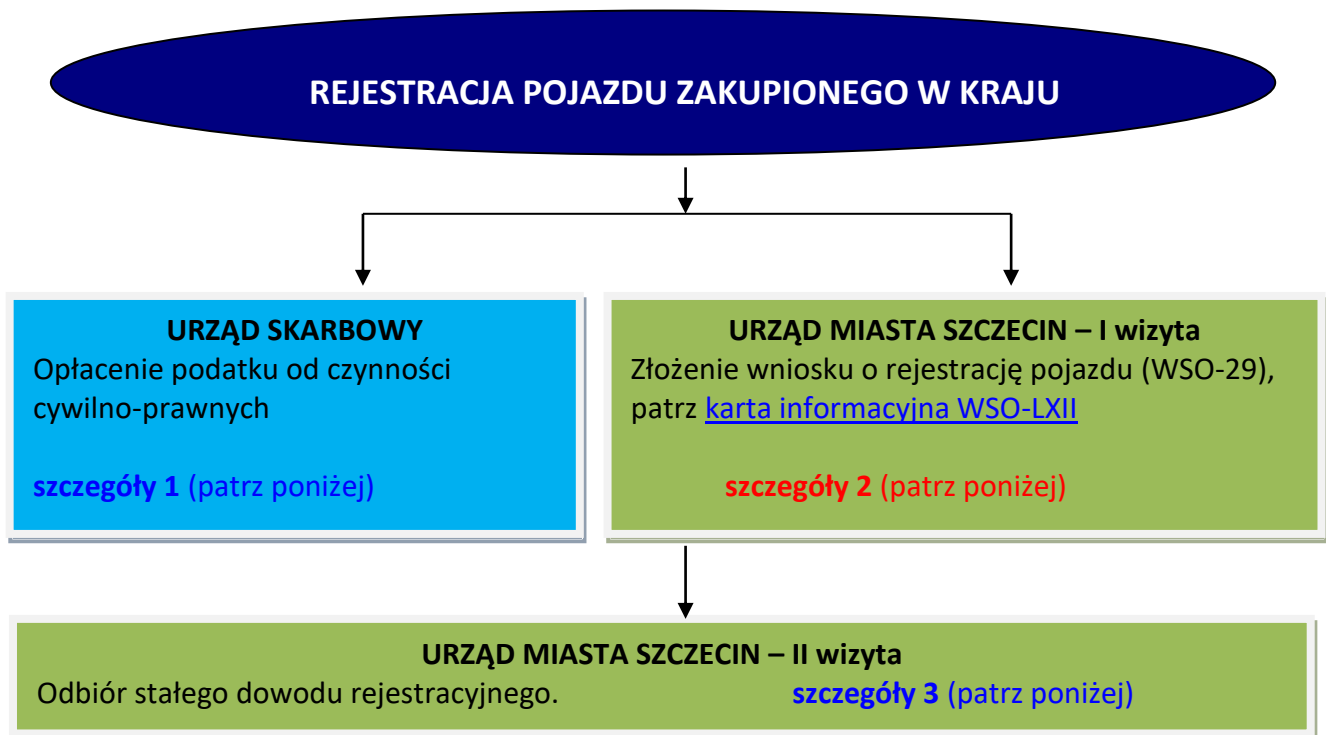 REJESTRACJA POJAZDU ZAKUPIONEGO W KRAJU
URZĄD SKARBOWY
Opłacenie podatku od czynności
cywilno-prawnych
szczegóły 1 (patrz poniżej)
URZĄD MIASTA SZCZECIN – I wizyta
Złożenie wniosku o rejestrację pojazdu (WSO-29),
patrz karta informacyjna WSO-LXII
szczegóły 2 (patrz poniżej)
URZĄD MIASTA SZCZECIN – II wizyta
Odbiór stałego dowodu rejestracyjnego. szczegóły 3 (patrz poniżej)